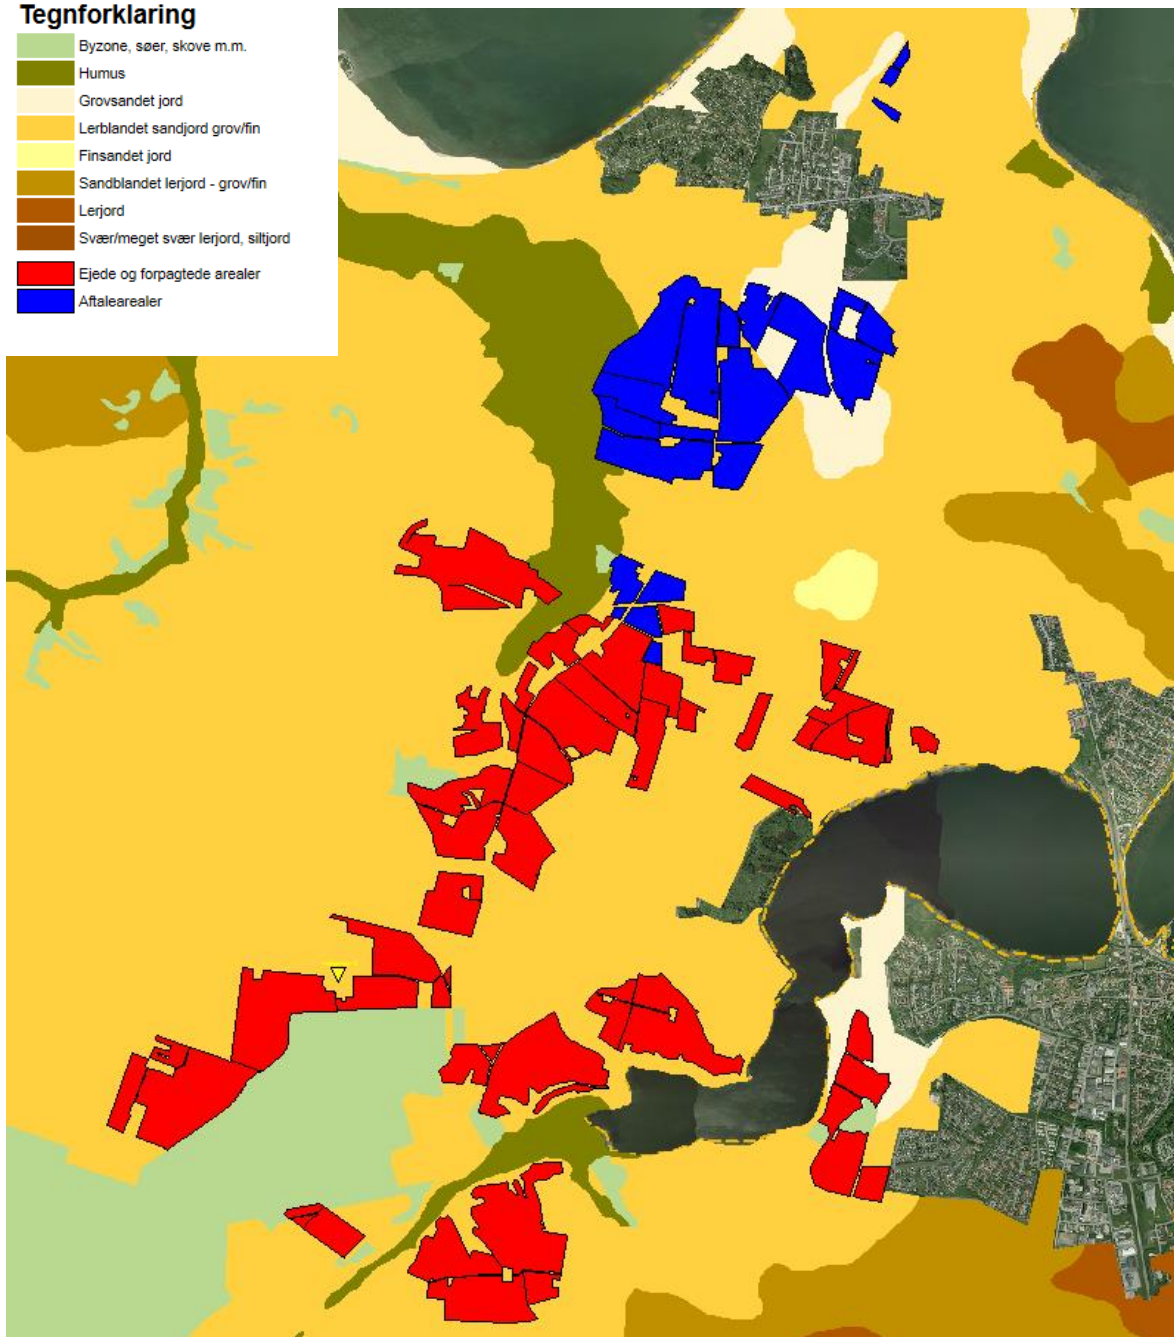 Tegnforklaring
Byzone, søer, skove m.m.
Humus
Grovsandet jord
Lerblandet sandjord grov/fin
Finsandet jord
Sandblandet lerjord - grov/fin
Lerjord
Svær/meget svær lerjord, siltjord
Ejede og forpagtede arealer
Aftalearealer